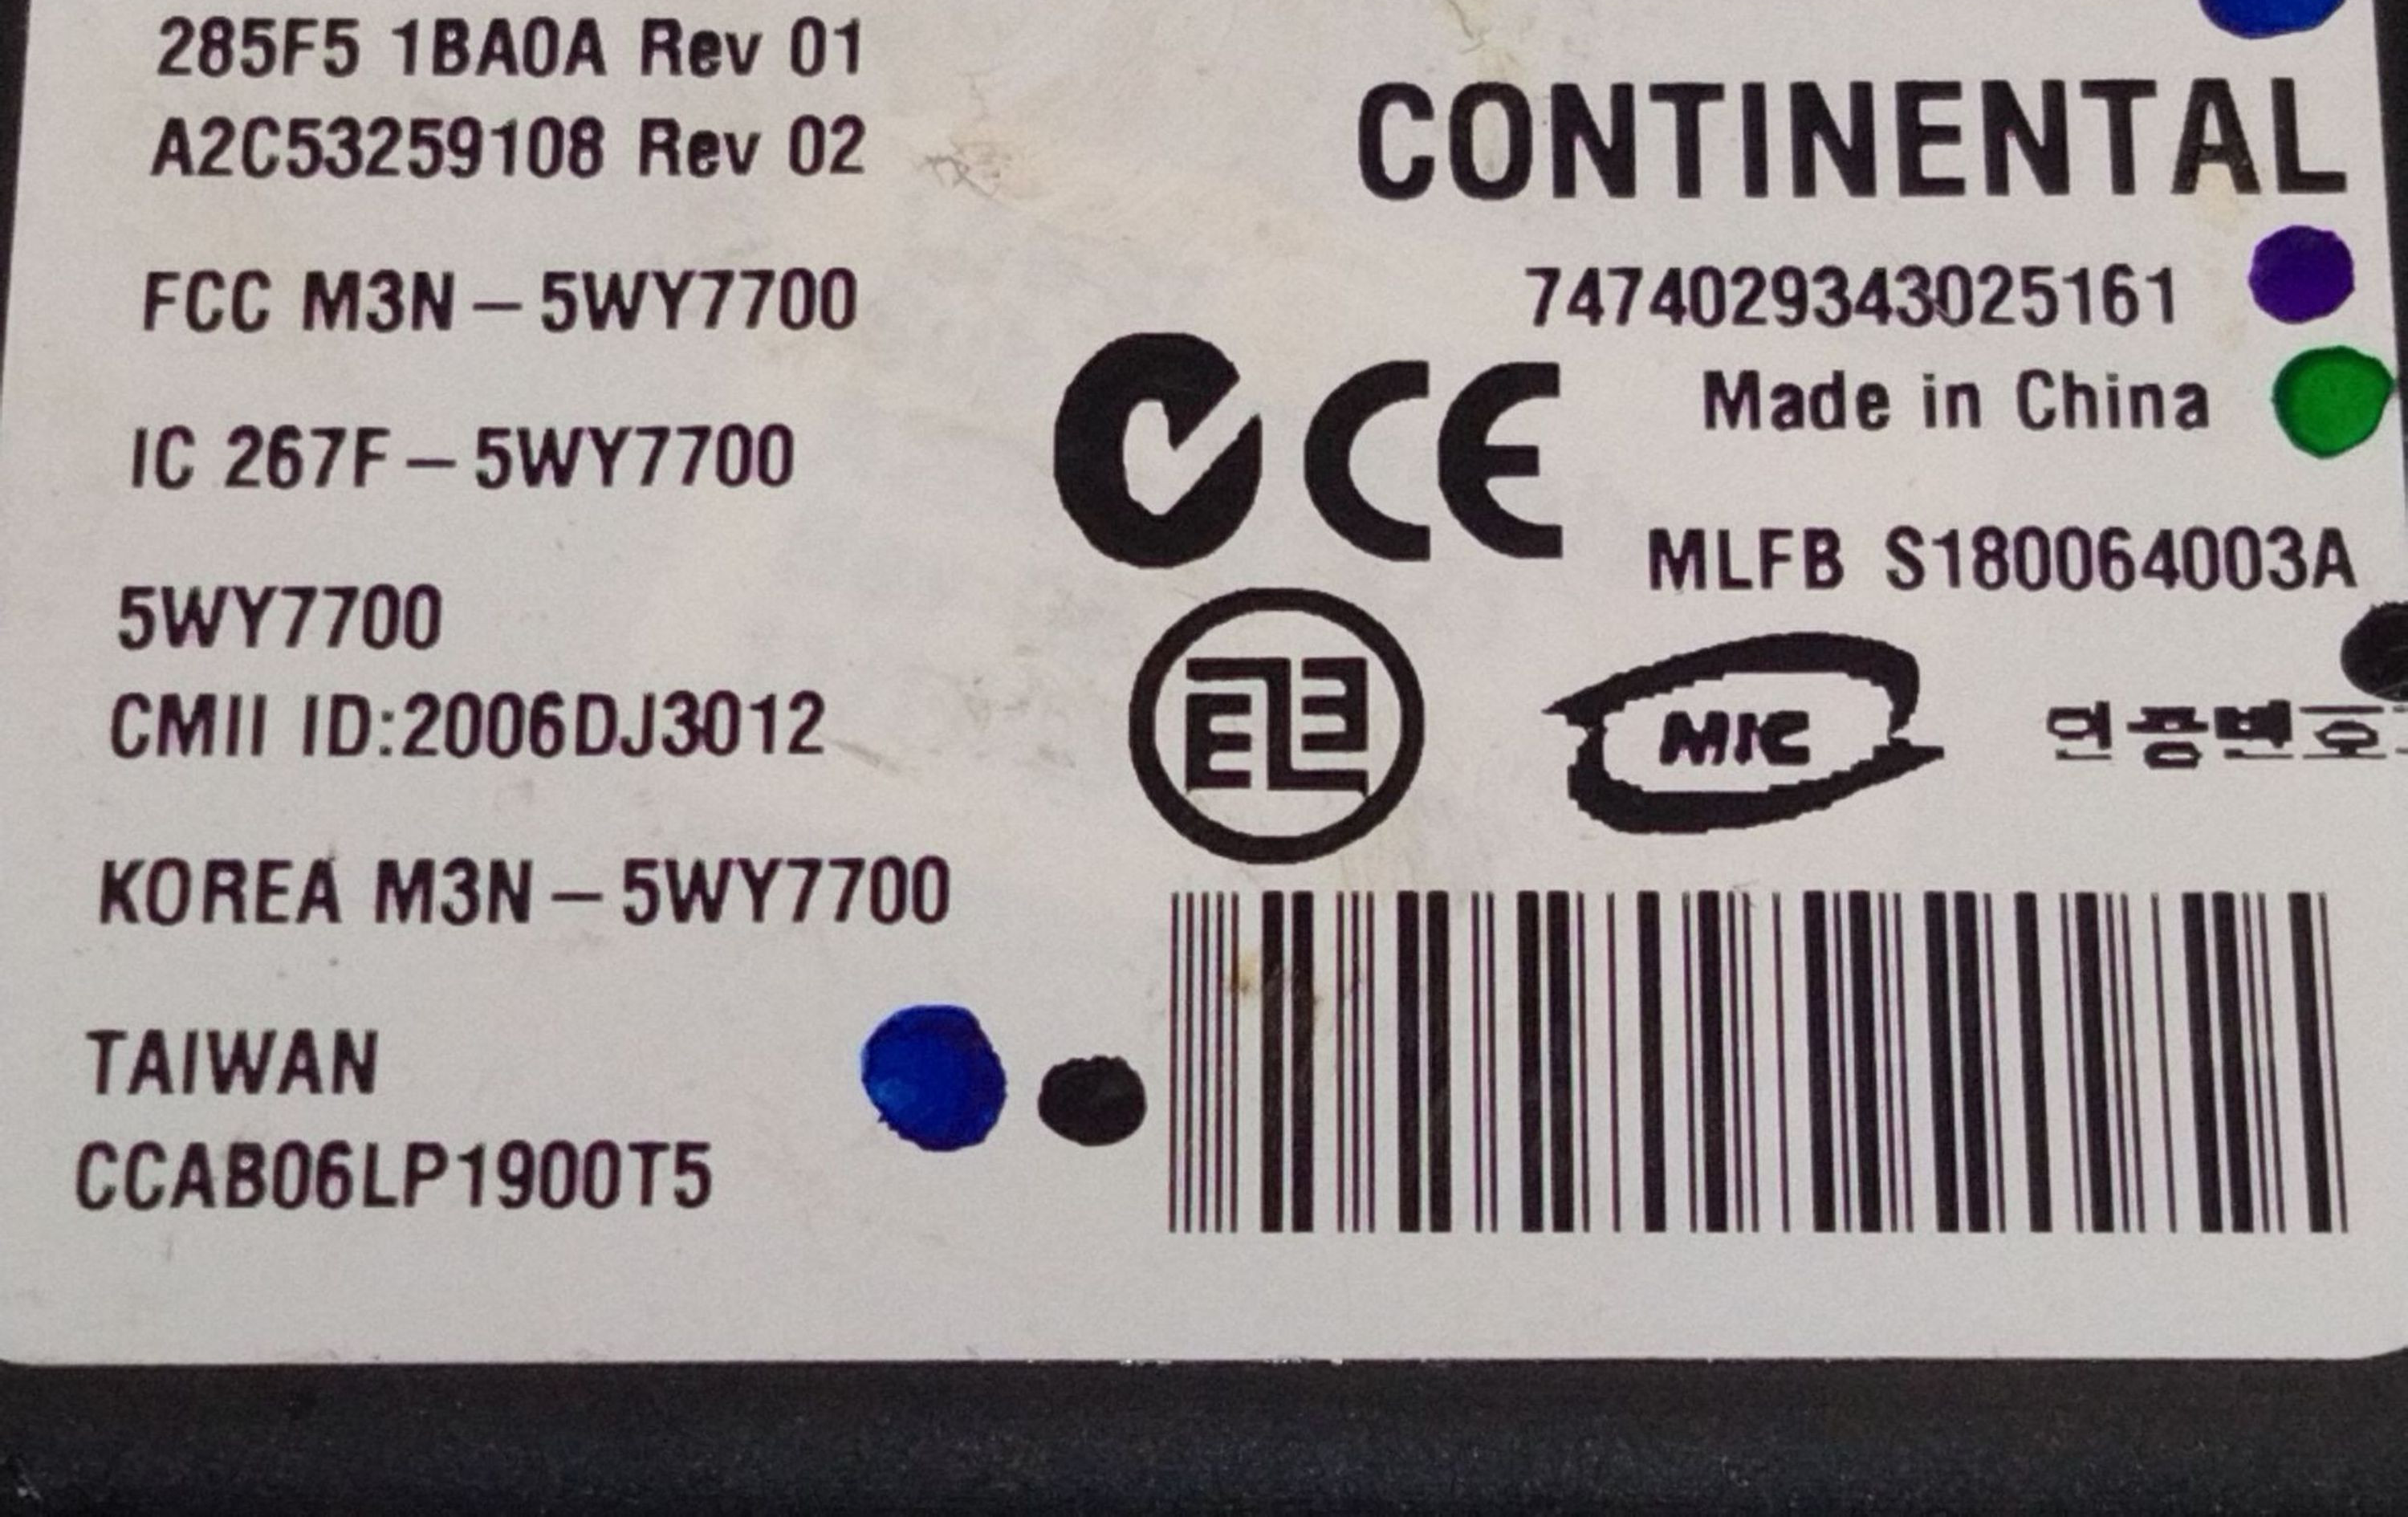 285F5 1BA0A Rev 01
A2C53259108 Rev 02
FCC M3N – 5WY7700
IC 267F – 5WY7700
5WY7700
CMII ID:2006DJ3012
KOREA M3N – 5WY7700
TAIWAN
CCAB06LP1900T5
CONTINENTAL
7474029343025161
CE
Made in China
MLFB S180064003A
MIC